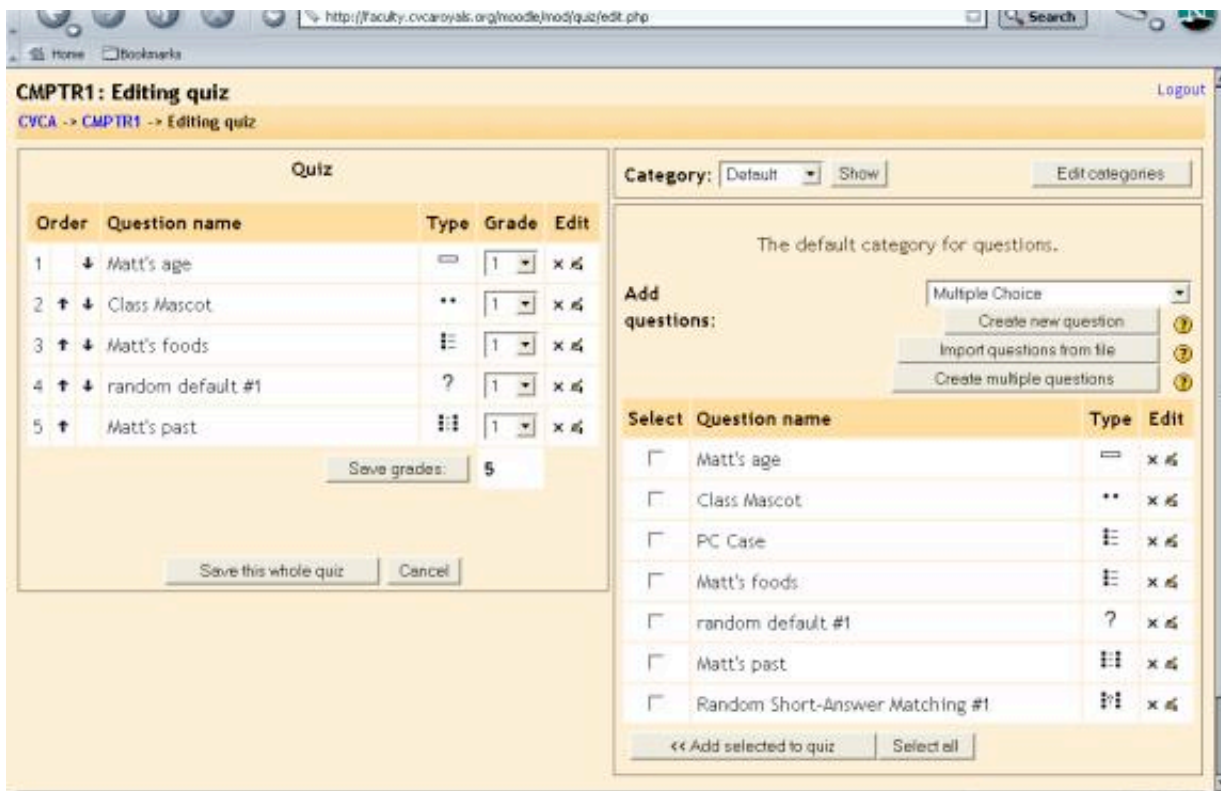 http://faculty.cvcaroyals.org/moodle/mod/quiz/edit.php Search
Home Bookmarks
CMPTR1: Editing quiz Logout
CVCA -> CMPTR1 -> Editing quiz
Quiz
Order Question name Type Grade Edit
1 Matt's age 1
2 Class Mascot 1
3 Matt's foods 1
4 random default #1 ? 1
5 Matt's past 1
Save grades: 5
Save this whole quiz Cancel
Category: Default Show Edit categories
The default category for questions.
Add questions: Multiple Choice
Create new question ?
Import questions from file ?
Create multiple questions ?
Select Question name Type Edit
Matt's age
Class Mascot
PC Case
Matt's foods
random default #1 ?
Matt's past
Random Short-Answer Matching #1
<< Add selected to quiz Select all